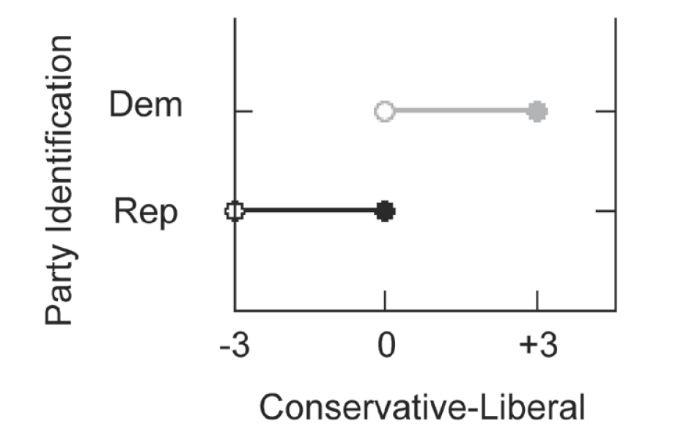 Party Identification
Dem
Rep
-3 0 +3
Conservative-Liberal